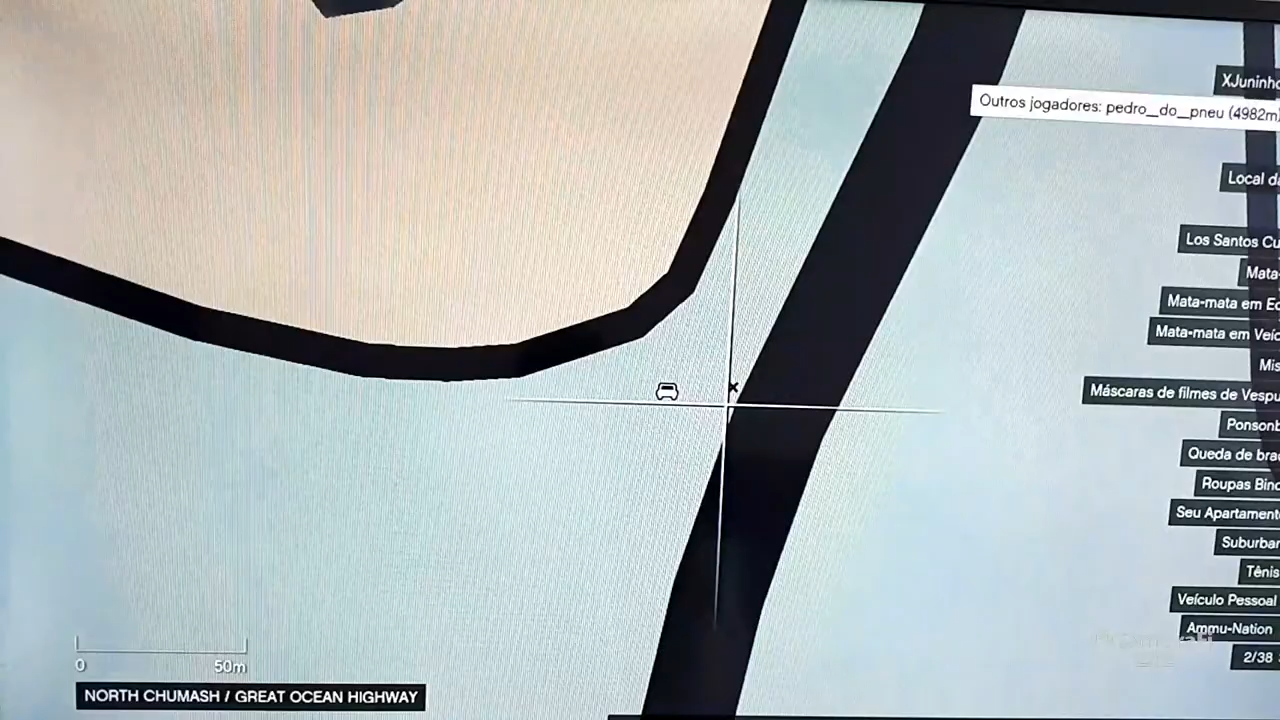 XJuninho
Outros jogadores: pedro__do__pneu (4982m)
Local d
Los Santos Cu
Mata-
Mata-mata em E
Mata-mata em Veíc
Mis
Máscaras de filmes de Vespu
Ponsonb
Queda de bra
Roupas Binc
Seu Apartament
Suburban
Tênis
Veículo Pessoal
Ammu-Nation
2/38
0 50m
NORTH CHUMASH / GREAT OCEAN HIGHWAY